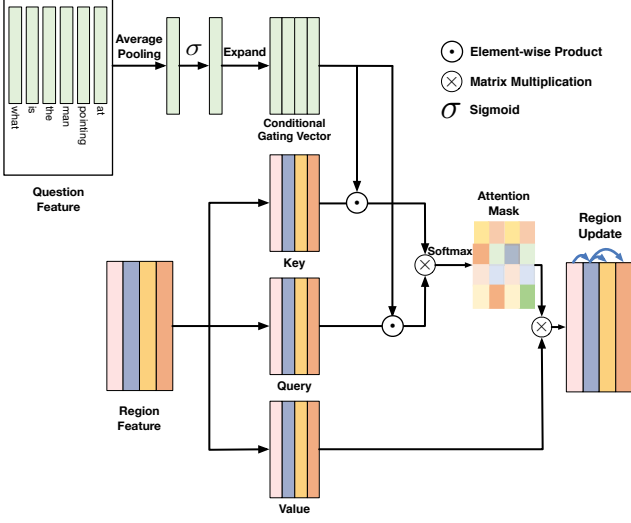 what
is
the
man
pointing
at
Question
Feature
Average
Pooling
σ
Expand
Conditional
Gating Vector
Element-wise Product
Matrix Multiplication
σ Sigmoid
Key
Query
Value
Region
Feature
Softmax
Attention
Mask
Region
Update